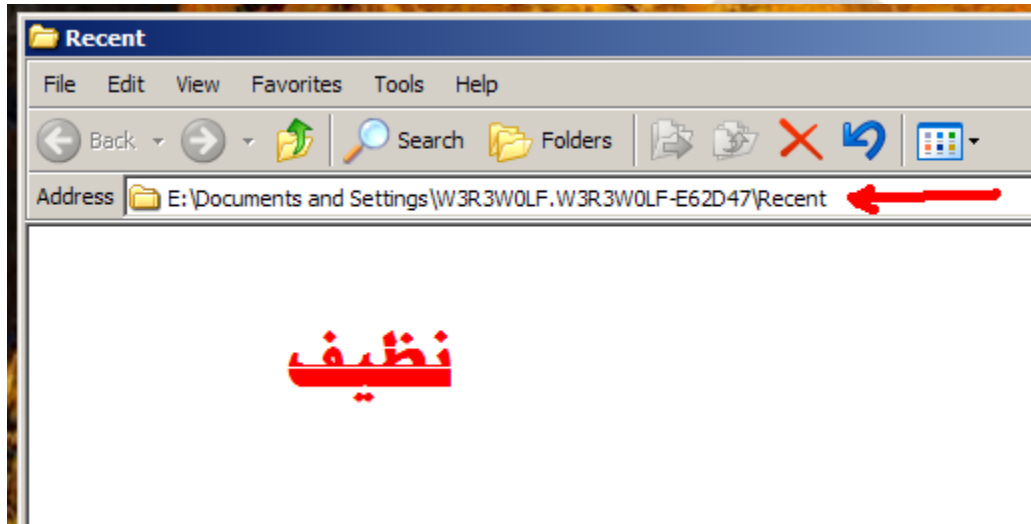 Recent
File Edit View Favorites Tools Help
Back Search Folders
Address E:\Documents and Settings\W3R3W0LF.W3R3W0LF-E62D47\Recent
نظيف